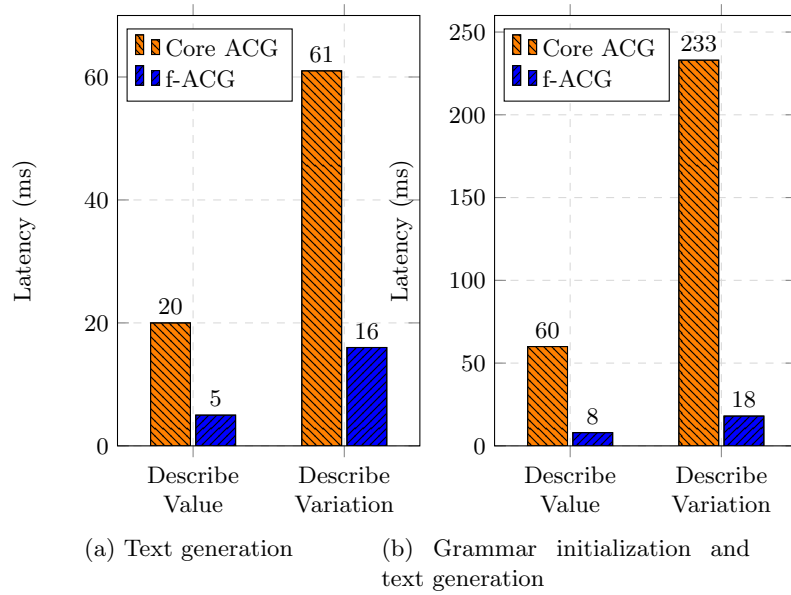 Latency (ms)
60
40
20
0
Core ACG
f-ACG
20
5
61
16
Describe
Value
Describe
Variation
(a) Text generation
Latency (ms)
250
200
150
100
50
0
Core ACG
f-ACG
60
8
233
18
Describe
Value
Describe
Variation
(b) Grammar initialization and
text generation